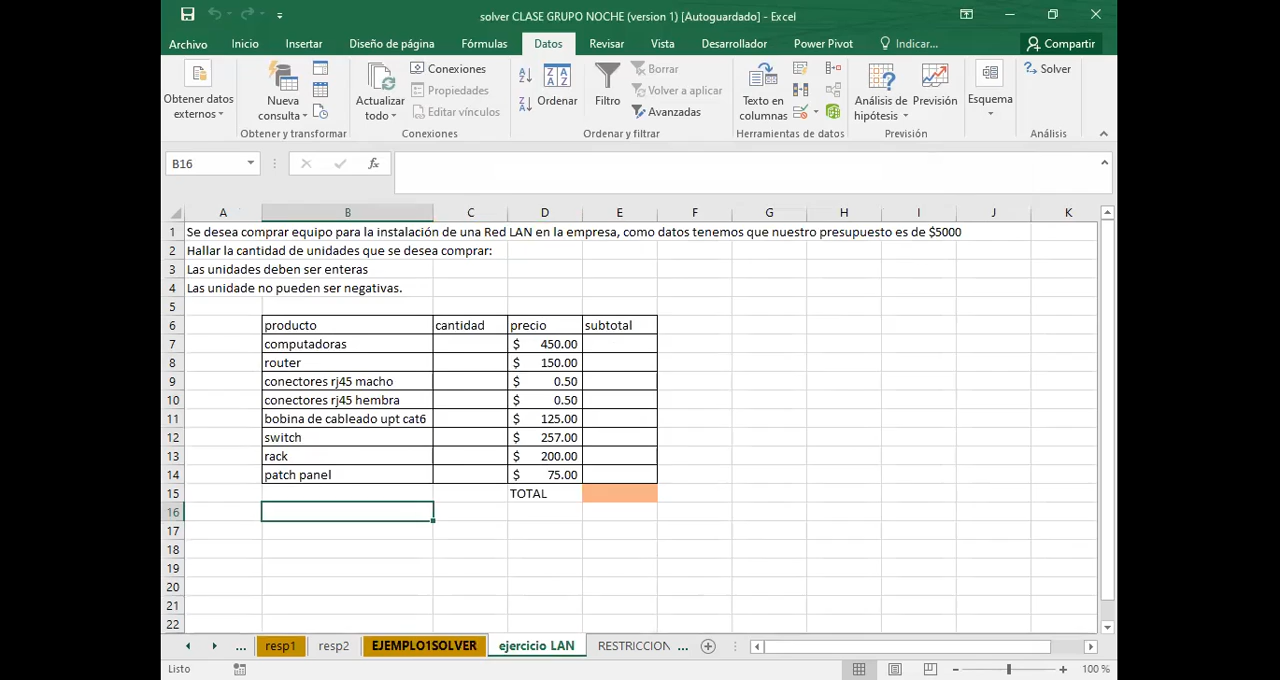 solver CLASE GRUPO NOCHE (version 1) [Autoguardado] - Excel
Archivo Inicio Insertar Diseño de página Fórmulas Datos Revisar Vista Desarrollador Power Pivot Indicar... Compartir
Obtener datos externos
Nueva consulta
Obtener y transformar
Actualizar todo
Conexiones
Propiedades
Editar vínculos
Conexiones
Ordenar
Filtro
Borrar
Volver a aplicar
Avanzadas
Ordenar y filtrar
Texto en columnas
Herramientas de datos
Análisis de hipótesis
Previsión
Previsión
Esquema
Solver
Análisis
B16 fx
A B C D E F G H I J K
1 Se desea comprar equipo para la instalación de una Red LAN en la empresa, como datos tenemos que nuestro presupuesto es de $5000
2 Hallar la cantidad de unidades que se desea comprar:
3 Las unidades deben ser enteras
4 Las unidade no pueden ser negativas.
5
6 producto cantidad precio subtotal
7 computadoras $ 450.00
8 router $ 150.00
9 conectores rj45 macho $ 0.50
10 conectores rj45 hembra $ 0.50
11 bobina de cableado upt cat6 $ 125.00
12 switch $ 257.00
13 rack $ 200.00
14 patch panel $ 75.00
15 TOTAL
16
17
18
19
20
21
22
... resp1 resp2 EJEMPLO1SOLVER ejercicio LAN RESTRICCION ...
Listo 100 %